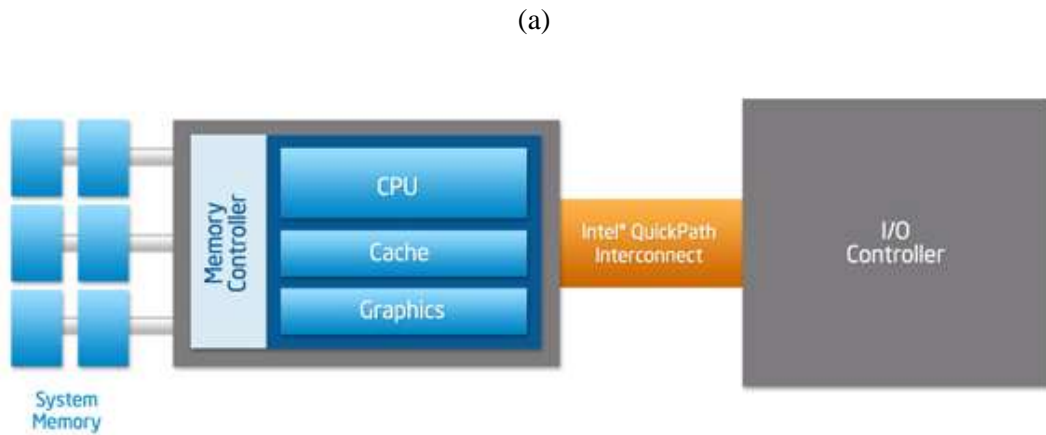 (a)
Memory
Controller
CPU
Cache
Graphics
Intel® QuickPath
Interconnect
I/O
Controller
System
Memory